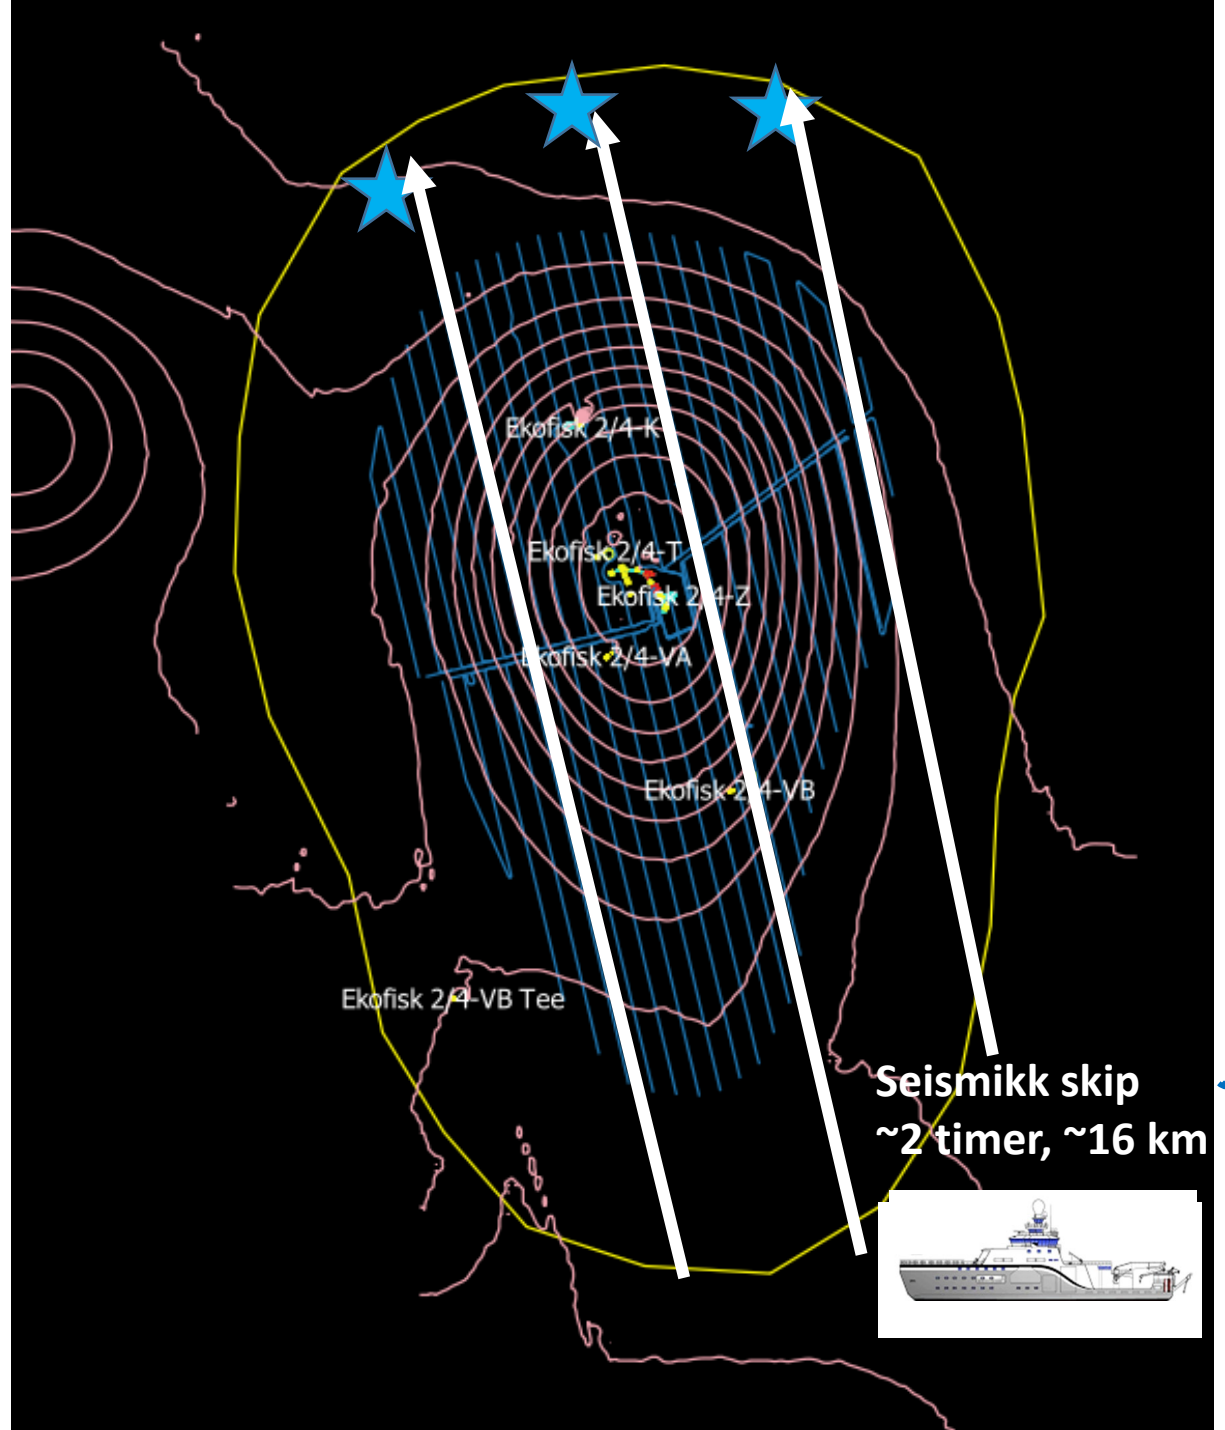 Ekofisk 2/4-K
Ekofisk 2/4-T
Ekofisk 2/4-Z
Ekofisk 2/4-VA
Ekofisk 2/4-VB
Ekofisk 2/4-VB Tee
Seismikk skip
~2 timer, ~16 km